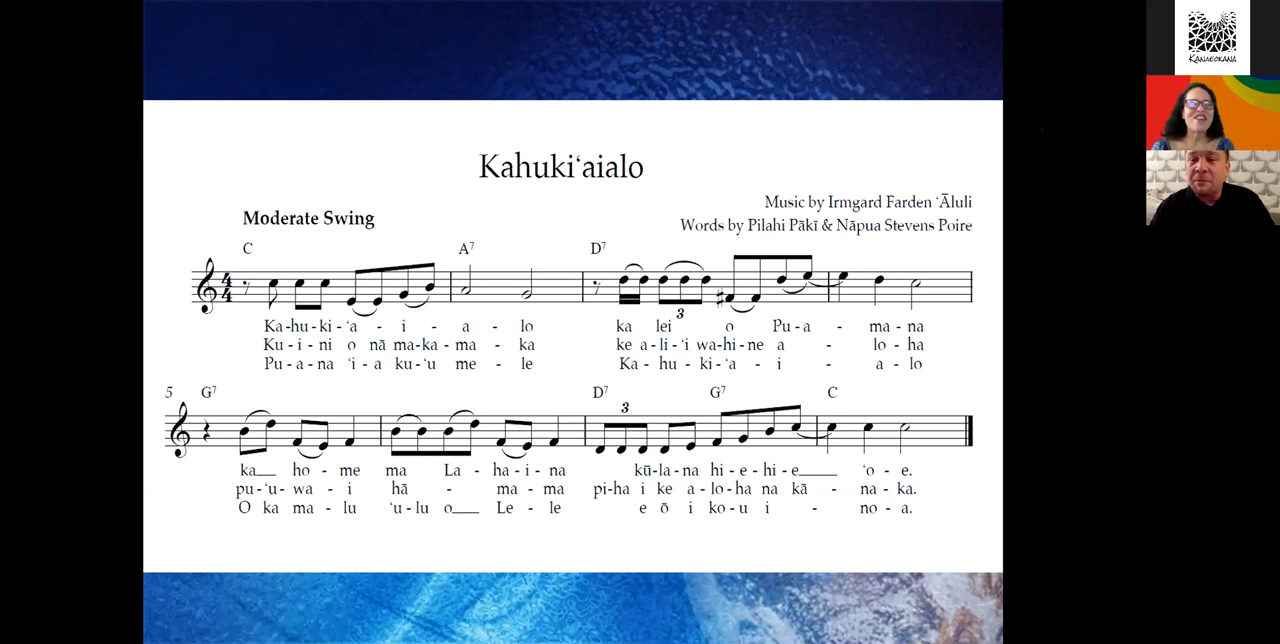 Kahukiʻaialo
Music by Irmgard Farden ʻĀluli
Moderate Swing
Words by Pilahi Pākī & Nāpua Stevens Poire
C A7 D7
4
4
3
Ka-hu-ki-ʻa - i - a - lo ka lei o Pu - a - ma - na
Ku - i - ni o nā ma-ka - ma - ka ke a-li-ʻi wa-hi-ne a - lo - ha
Pu - a - na ʻi - a ku-ʻu me - le Ka - hu - ki-ʻa - i - a - lo
5 G7 D7 G7 C
3
ka__ ho - me ma La - ha - i - na kū-la-na hi - e-hi - e____ ʻo - e.
pu-ʻu-wa - i hā - ma - ma pi-ha i ke a-lo-ha na kā - na - ka.
O ka ma - lu ʻu-lu o___ Le - le e ō i ko-u i - no - a.
KANAEOKANA